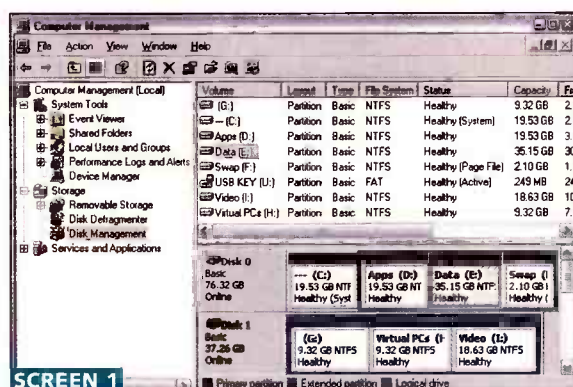 Computer Management
File Action View Window Help
Computer Management (Local)
System Tools
Event Viewer
Shared Folders
Local Users and Groups
Performance Logs and Alerts
Device Manager
Storage
Removable Storage
Disk Defragmenter
Disk Management
Services and Applications
Volume Layout Type File System Status Capacity
(G:) Partition Basic NTFS Healthy 9.32 GB 2.
--- (C:) Partition Basic NTFS Healthy (System) 19.53 GB 2.
Apps (D:) Partition Basic NTFS Healthy 19.53 GB 3.
Data (E:) Partition Basic NTFS Healthy 35.15 GB 30
Swap (F:) Partition Basic NTFS Healthy (Page File) 2.10 GB 1.
USB KEY (U:) Partition Basic FAT Healthy (Active) 249 MB 24
Video (I:) Partition Basic NTFS Healthy 18.63 GB 10
Virtual PCs (H:) Partition Basic NTFS Healthy 9.32 GB 7.
Disk 0
Basic
76.32 GB
Online
--- (C:)
19.53 GB NTF
Healthy (Syst
Apps (D:)
19.53 GB NT
Healthy
Data (E:)
35.15 GB NTF
Healthy
Swap (
2.10 GB
Healthy
Disk 1
Basic
37.26 GB
Online
(G:)
9.32 GB NTFS
Healthy
Virtual PCs (H
9.32 GB NTFS
Healthy
Video (I:)
18.63 GB NTFS
Healthy
Primary partition Extended partition Logical drive
SCREEN 1